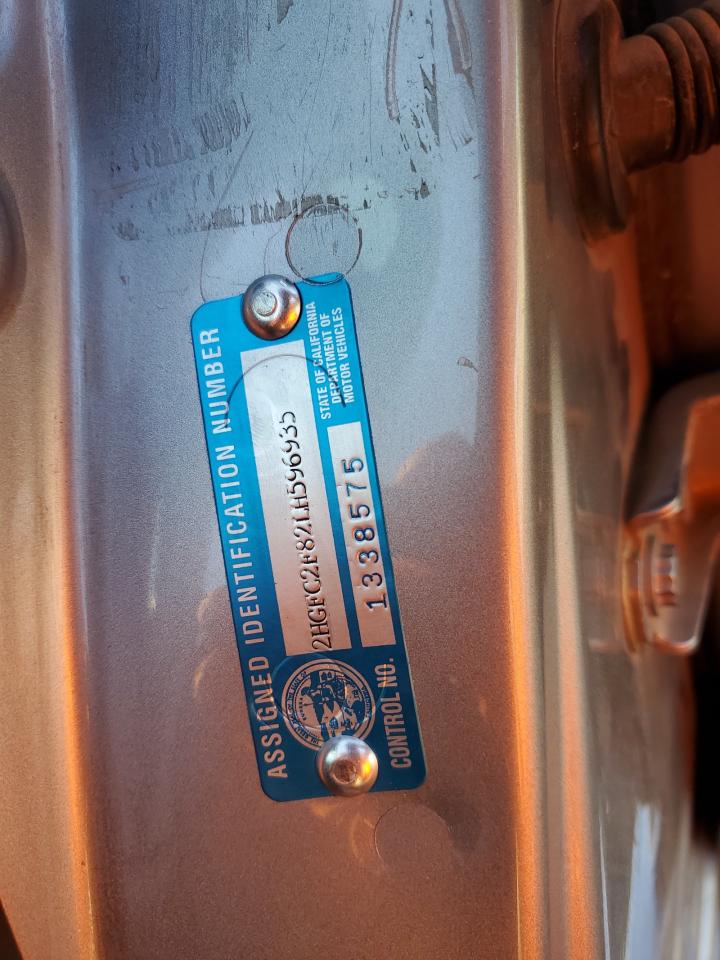 ASSIGNED IDENTIFICATION NUMBER
2HGFC2F82LH596935
STATE OF CALIFORNIA
DEPARTMENT OF
MOTOR VEHICLES
CONTROL NO.
1338575